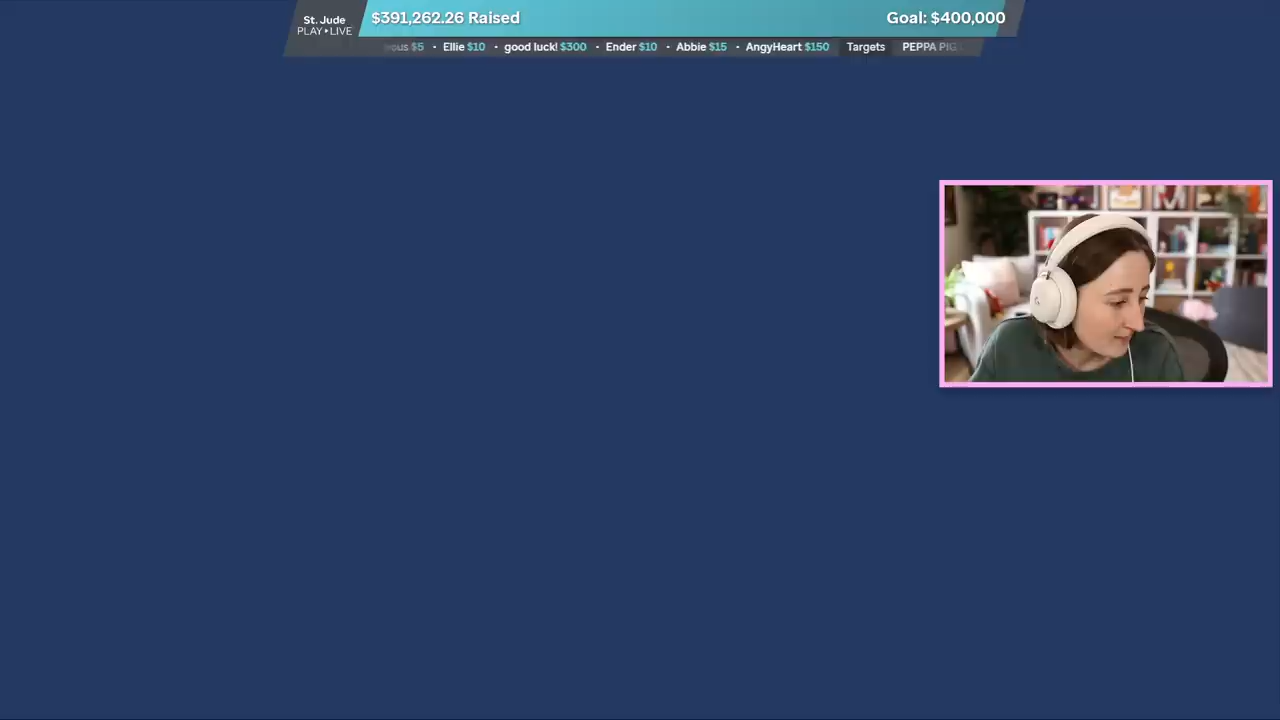 St. Jude
PLAY▸LIVE
$391,262.26 Raised
Goal: $400,000
$5 · Ellie $10 · good luck! $300 · Ender $10 · Abbie $15 · AngyHeart $150
Targets
PEPPA PIG